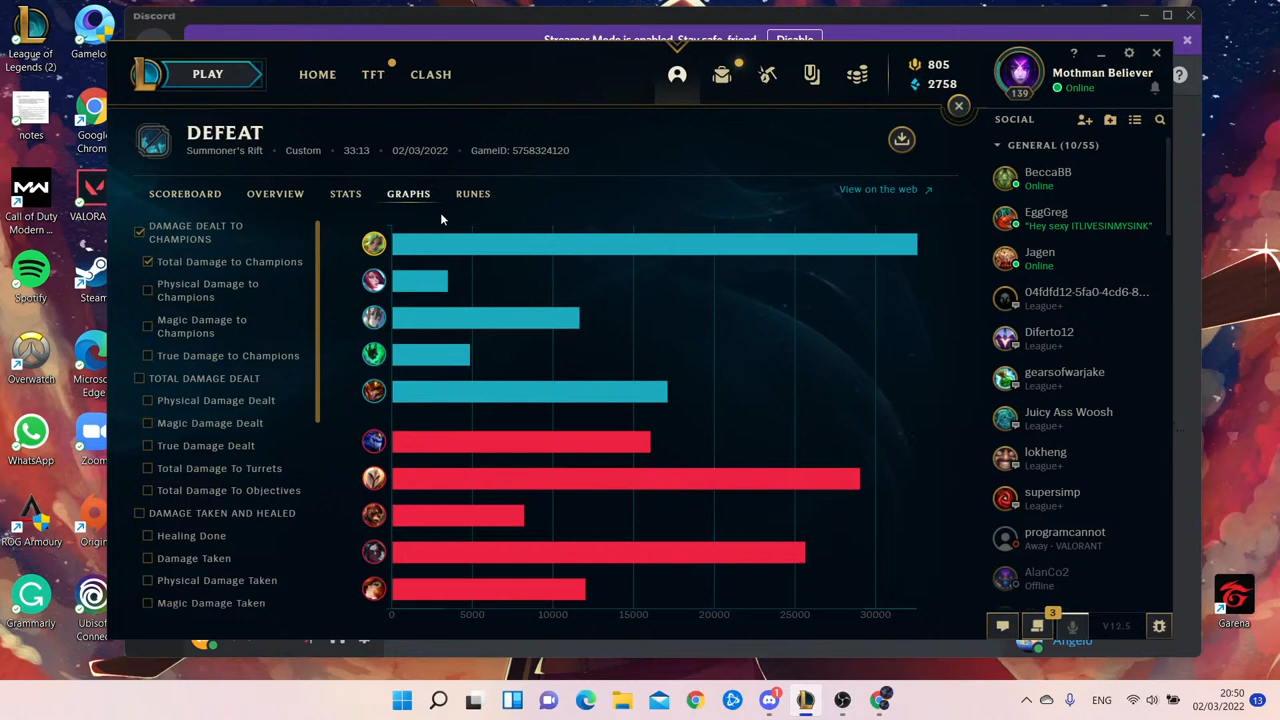 Discord
Streamer Mode is enabled. Stay safe, friend.
Disable
League of Legends (2)
Gameloo
notes
Google Chrom
Call of Duty Modern ...
VALORA
Spotify
Steam
Overwatch
Micros
Edge
WhatsApp
Zoom
ROG Armoury
Origin
Grammarly
Ubiso
Connec
PLAY
HOME
TFT
CLASH
805
2758
139
Mothman Believer
Online
DEFEAT
Summoner's Rift • Custom • 33:13 • 02/03/2022 • GameID: 5758324120
SCOREBOARD
OVERVIEW
STATS
GRAPHS
RUNES
View on the web
DAMAGE DEALT TO
CHAMPIONS
Total Damage to Champions
Physical Damage to
Champions
Magic Damage to
Champions
True Damage to Champions
TOTAL DAMAGE DEALT
Physical Damage Dealt
Magic Damage Dealt
True Damage Dealt
Total Damage To Turrets
Total Damage To Objectives
DAMAGE TAKEN AND HEALED
Healing Done
Damage Taken
Physical Damage Taken
Magic Damage Taken
0 5000 10000 15000 20000 25000 30000
SOCIAL
GENERAL (10/55)
BeccaBB
Online
EggGreg
"Hey sexy ITLIVESINMYSINK"
Jagen
Online
04fdfd12-5fa0-4cd6-8...
League+
Diferto12
League+
gearsofwarjake
League+
Juicy Ass Woosh
League+
lokheng
League+
supersimp
League+
programcannot
Away - VALORANT
AlanCo2
Offline
3
V12.5
Angelo
Garena
1
ENG
20:50
02/03/2022
13